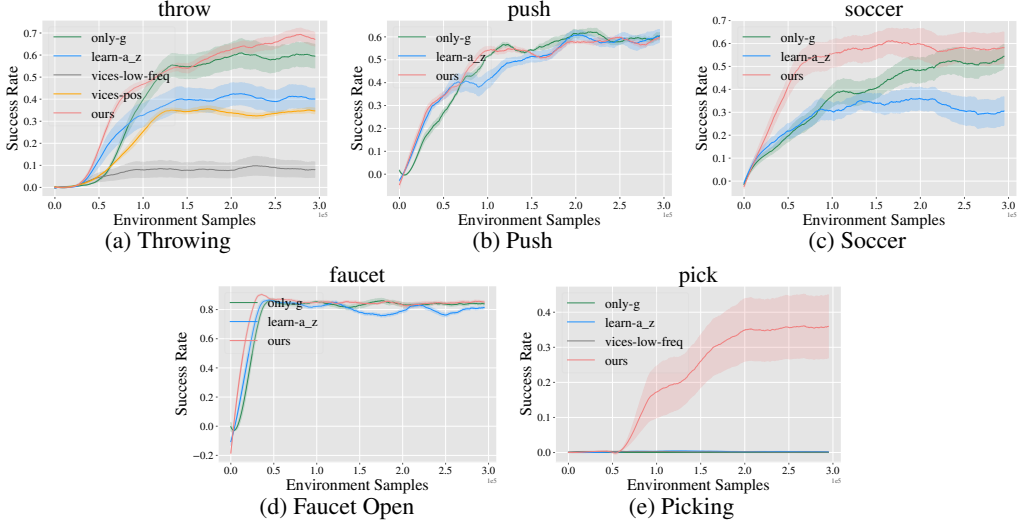 throw
0.7
0.6
0.5
0.4
0.3
0.2
0.1
0.0
Success Rate
only-g
learn-a_z
vices-low-freq
vices-pos
ours
0.0 0.5 1.0 1.5 2.0 2.5 3.0
1e5
Environment Samples
(a) Throwing
push
0.7
0.6
0.5
0.4
0.3
0.2
0.1
0.0
Success Rate
only-g
learn-a_z
ours
0.0 0.5 1.0 1.5 2.0 2.5 3.0
1e5
Environment Samples
(b) Push
soccer
0.7
0.6
0.5
0.4
0.3
0.2
0.1
0.0
Success Rate
only-g
learn-a_z
ours
0.0 0.5 1.0 1.5 2.0 2.5 3.0
1e5
Environment Samples
(c) Soccer
faucet
0.8
0.6
0.4
0.2
0.0
−0.2
Success Rate
only-g
learn-a_z
ours
0.0 0.5 1.0 1.5 2.0 2.5 3.0
1e5
Environment Samples
(d) Faucet Open
pick
0.4
0.3
0.2
0.1
0.0
Success Rate
only-g
learn-a_z
vices-low-freq
ours
0.0 0.5 1.0 1.5 2.0 2.5 3.0
1e5
Environment Samples
(e) Picking